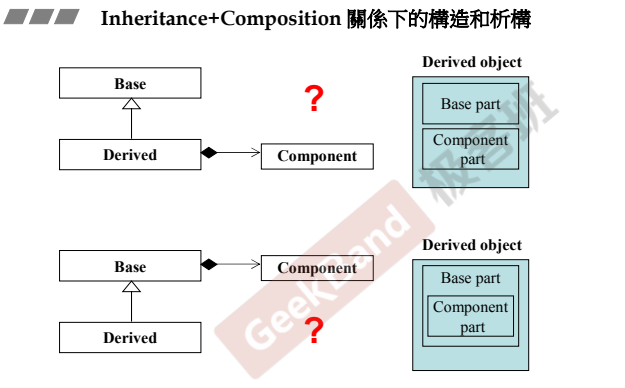 Inheritance+Composition 關係下的構造和析構
Derived object
Base
?
Base part
Derived
Component
Component
part
Derived object
Base
Component
Base part
Component
part
Derived
?
GeekBand 极客班